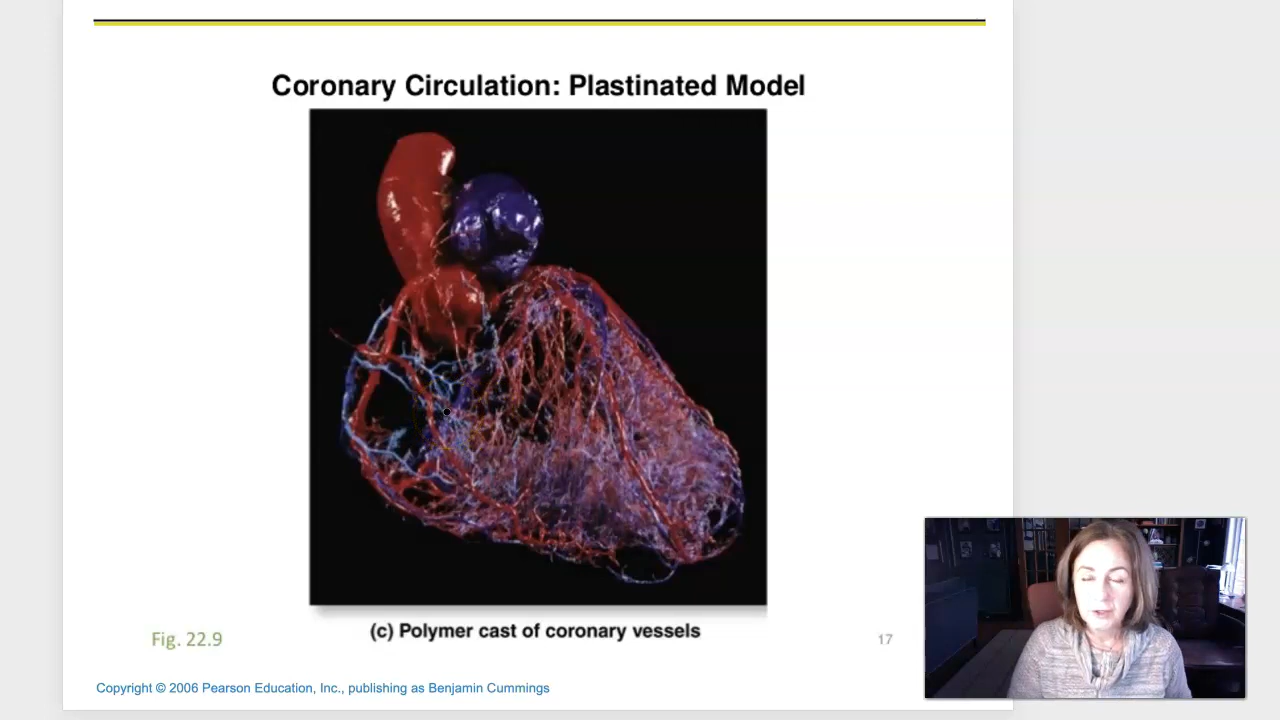 Coronary Circulation: Plastinated Model
(c) Polymer cast of coronary vessels
Fig. 22.9
17
Copyright © 2006 Pearson Education, Inc., publishing as Benjamin Cummings